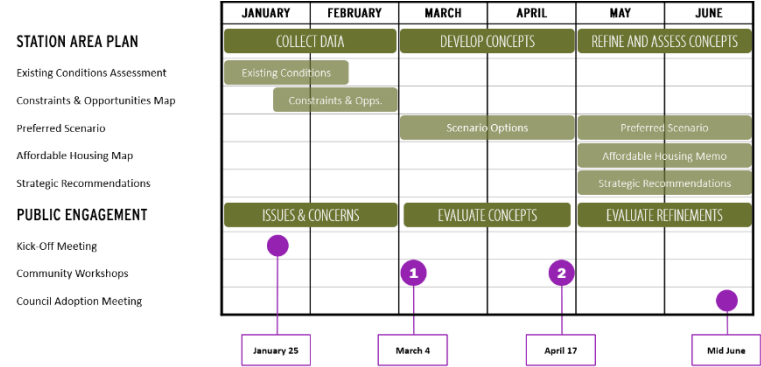 JANUARY FEBRUARY MARCH APRIL MAY JUNE
STATION AREA PLAN COLLECT DATA DEVELOP CONCEPTS REFINE AND ASSESS CONCEPTS
Existing Conditions Assessment Existing Conditions
Constraints & Opportunities Map Constraints & Opps.
Preferred Scenario Scenario Options Preferred Scenario
Affordable Housing Map Affordable Housing Memo
Strategic Recommendations Strategic Recommendations
PUBLIC ENGAGEMENT ISSUES & CONCERNS EVALUATE CONCEPTS EVALUATE REFINEMENTS
Kick-Off Meeting
Community Workshops 1 2
Council Adoption Meeting
January 25 March 4 April 17 Mid June